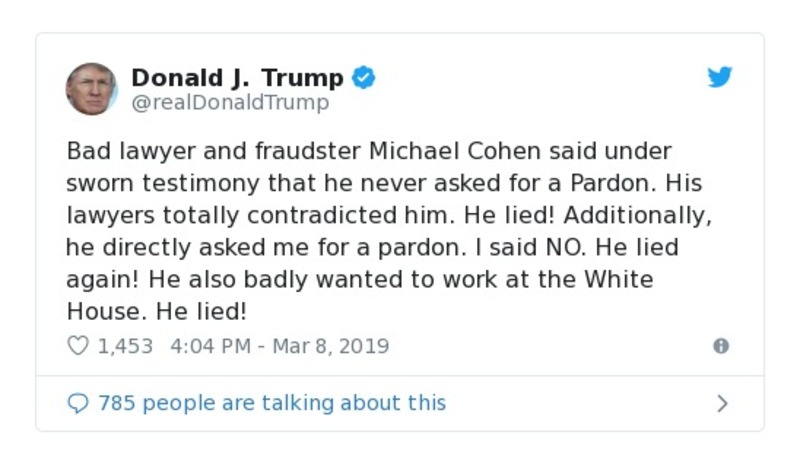 Donald J. Trump
@realDonaldTrump
Bad lawyer and fraudster Michael Cohen said under
sworn testimony that he never asked for a Pardon. His
lawyers totally contradicted him. He lied! Additionally,
he directly asked me for a pardon. I said NO. He lied
again! He also badly wanted to work at the White
House. He lied!
1,453 4:04 PM - Mar 8, 2019
785 people are talking about this